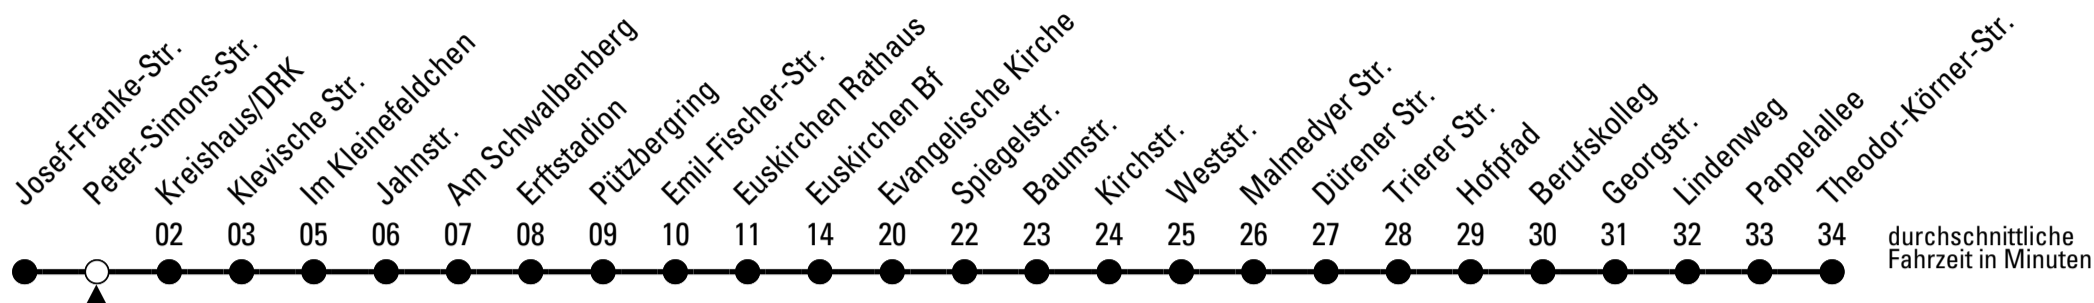 Josef-Franke-Str.
Peter-Simons-Str.
Kreishaus/DRK
Klevische Str.
Im Kleinefeldchen
Jahnstr.
Am Schwalbenberg
Erftstadion
Pützbergring
Emil-Fischer-Str.
Euskirchen Rathaus
Euskirchen Bf
Evangelische Kirche
Spiegelstr.
Baumstr.
Kirchstr.
Weststr.
Malmedyer Str.
Dürener Str.
Trierer Str.
Hofpfad
Berufskolleg
Georgstr.
Lindenweg
Pappelallee
Theodor-Körner-Str.
02 03 05 06 07 08 09 10 11 14 20 22 23 24 25 26 27 28 29 30 31 32 33 34
durchschnittliche
Fahrzeit in Minuten